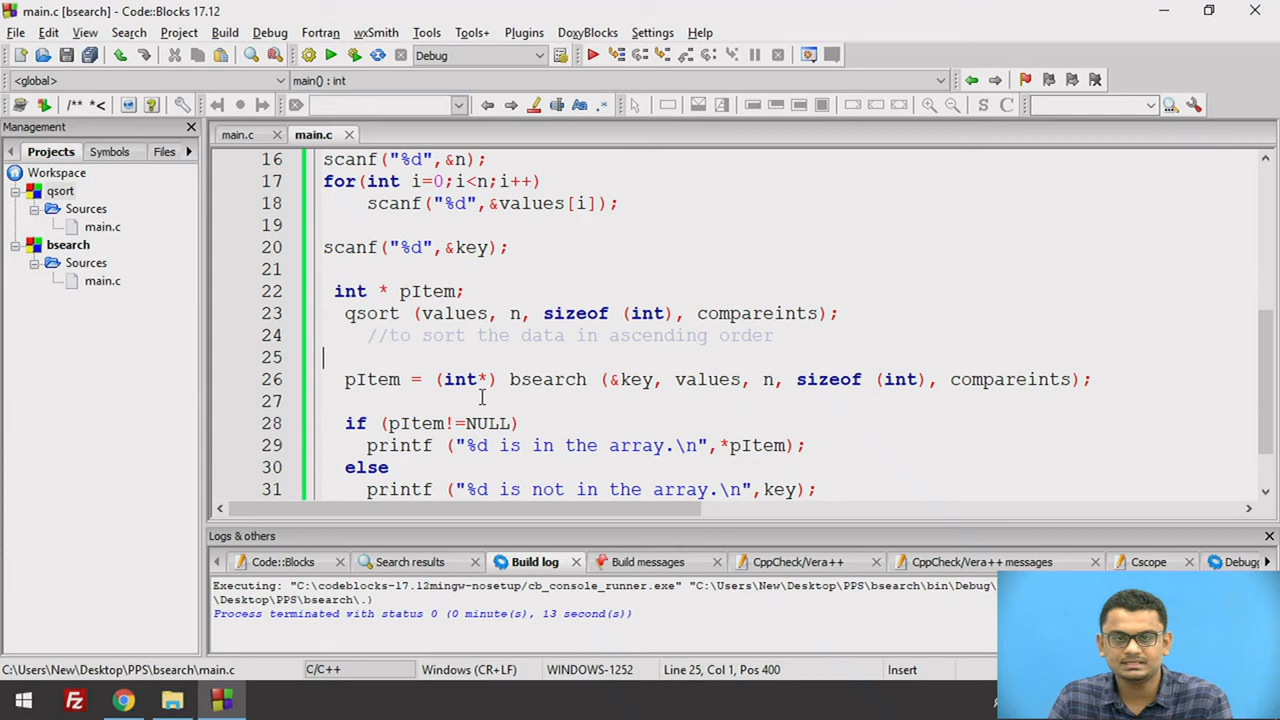 main.c [bsearch] - Code::Blocks 17.12
File Edit View Search Project Build Debug Fortran wxSmith Tools Tools+ Plugins DoxyBlocks Settings Help
Debug
<global> main() : int
/** *<
Management
Projects Symbols Files
Workspace
qsort
Sources
main.c
bsearch
Sources
main.c
main.c main.c
16 scanf("%d",&n);
17 for(int i=0;i<n;i++)
18 scanf("%d",&values[i]);
19
20 scanf("%d",&key);
21
22 int * pItem;
23 qsort (values, n, sizeof (int), compareints);
24 //to sort the data in ascending order
25
26 pItem = (int*) bsearch (&key, values, n, sizeof (int), compareints);
27
28 if (pItem!=NULL)
29 printf ("%d is in the array.\n",*pItem);
30 else
31 printf ("%d is not in the array.\n",key);
Logs & others
Code::Blocks Search results Build log Build messages CppCheck/Vera++ CppCheck/Vera++ messages Cscope Debugg
Executing: "C:\codeblocks-17.12mingw-nosetup/cb_console_runner.exe" "C:\Users\New\Desktop\PPS\bsearch\bin\Debug\
\Desktop\PPS\bsearch\.)
Process terminated with status 0 (0 minute(s), 13 second(s))
C:\Users\New\Desktop\PPS\bsearch\main.c C/C++ Windows (CR+LF) WINDOWS-1252 Line 25, Col 1, Pos 400 Insert